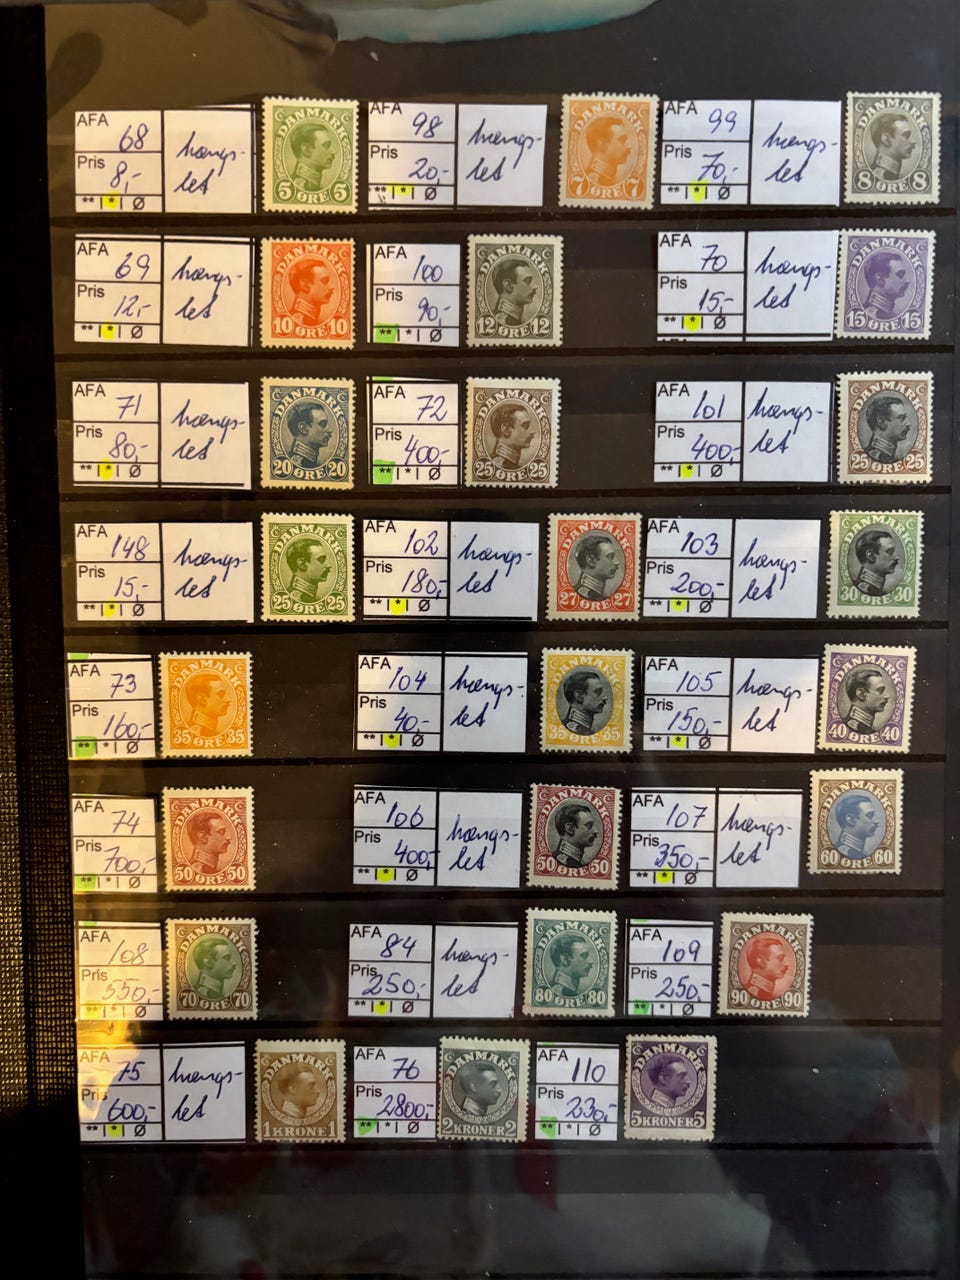 AFA 68 hængs-
Pris 8,- let
** * Ø
DANMARK
5 ØRE 5
AFA 98 hængs-
Pris 20,- let
** * Ø
DANMARK
7 ØRE 7
AFA 99 hængs-
Pris 70,- let
** * Ø
DANMARK
8 ØRE 8
AFA 69 hængs-
Pris 12,- let
** * Ø
DANMARK
10 ØRE 10
AFA 100
Pris 90,-
** * Ø
DANMARK
12 ØRE 12
AFA 70 hængs-
Pris 15,- let
** * Ø
DANMARK
15 ØRE 15
AFA 71 hængs-
Pris 80,- let
** * Ø
DANMARK
20 ØRE 20
AFA 72
Pris 400,-
** * Ø
DANMARK
25 ØRE 25
AFA 101 hængs-
Pris 400,- let
** * Ø
DANMARK
25 ØRE 25
AFA 148 hængs-
Pris 15,- let
** * Ø
DANMARK
25 ØRE 25
AFA 102 hængs-
Pris 180,- let
** * Ø
DANMARK
27 ØRE 27
AFA 103 hængs-
Pris 200,- let
** * Ø
DANMARK
30 ØRE 30
AFA 73
Pris 160,-
** * Ø
DANMARK
35 ØRE 35
AFA 104 hængs-
Pris 40,- let
** * Ø
DANMARK
35 ØRE 35
AFA 105 hængs-
Pris 150,- let
** * Ø
DANMARK
40 ØRE 40
AFA 74
Pris 700,-
** * Ø
DANMARK
50 ØRE 50
AFA 106 hængs-
Pris 400,- let
** * Ø
DANMARK
50 ØRE 50
AFA 107 hængs-
Pris 350,- let
** * Ø
DANMARK
60 ØRE 60
AFA 108
Pris 550,-
** * Ø
DANMARK
70 ØRE 70
AFA 84 hængs-
Pris 250,- let
** * Ø
DANMARK
80 ØRE 80
AFA 109
Pris 250,-
** * Ø
DANMARK
90 ØRE 90
AFA 75 hængs-
Pris 600,- let
** * Ø
DANMARK
1 KRONE 1
AFA 76
Pris 2800,-
** * Ø
DANMARK
2 KRONER 2
AFA 110
Pris 230,-
** * Ø
DANMARK
5 KRONER 5